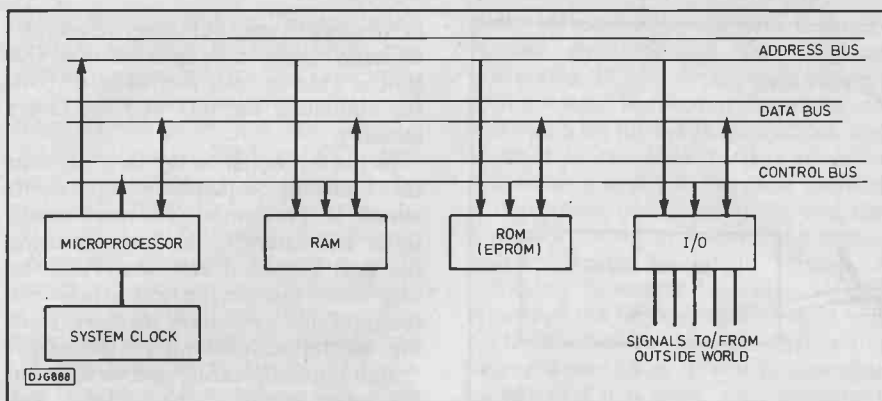 ADDRESS BUS
DATA BUS
CONTROL BUS
MICROPROCESSOR
RAM
ROM
(EPROM)
I/O
SYSTEM CLOCK
SIGNALS TO/FROM
OUTSIDE WORLD
DJG888